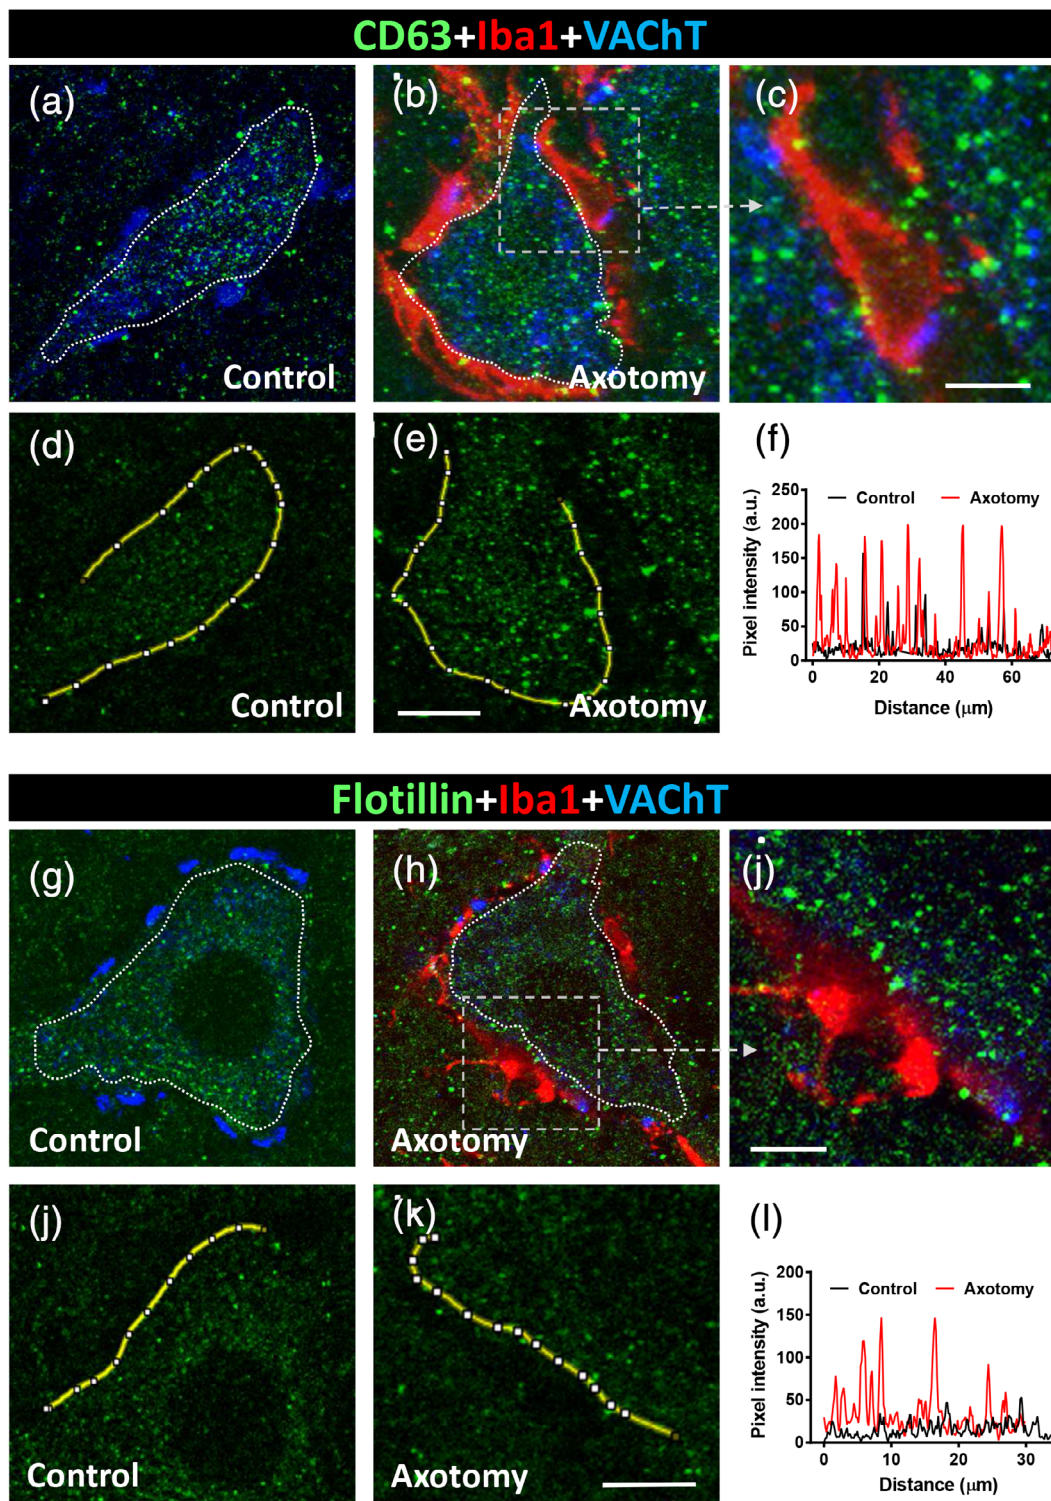 CD63+Iba1+VAChT
(a)
Control
(b)
Axotomy
(c)
(d)
Control
(e)
Axotomy
(f)
Control Axotomy
Pixel intensity (a.u.)
250
200
150
100
50
0
0 20 40 60
Distance (μm)
Flotillin+Iba1+VAChT
(g)
Control
(h)
Axotomy
(j)
(j)
Control
(k)
Axotomy
(l)
Control Axotomy
Pixel intensity (a.u.)
200
150
100
50
0
0 10 20 30
Distance (μm)